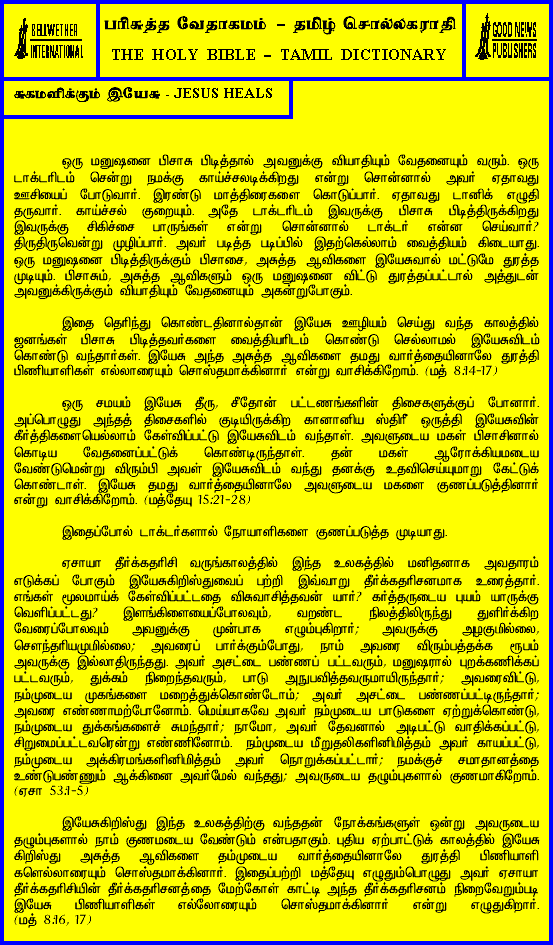 BELLWETHER
INTERNATIONAL
பரிசுத்த வேதாகமம் – தமிழ் சொல்லகராதி
THE HOLY BIBLE – TAMIL DICTIONARY
GOOD NEWS
PUBLISHERS
சுகமளிக்கும் இயேசு - JESUS HEALS
ஒரு மனுஷனை பிசாசு பிடித்தால் அவனுக்கு வியாதியும் வேதனையும் வரும். ஒரு
டாக்டரிடம் சென்று நமக்கு காய்ச்சலடிக்கிறது என்று சொன்னால் அவர் ஏதாவது
ஊசியைப் போடுவார். இரண்டு மாத்திரைகளை கொடுப்பார். ஏதாவது டானிக் எழுதி
தருவார். காய்ச்சல் குறையும். அதே டாக்டரிடம் இவருக்கு பிசாசு பிடித்திருக்கிறது
இவருக்கு சிகிச்சை பாருங்கள் என்று சொன்னால் டாக்டர் என்ன செய்வார்?
திருதிருவென்று முழிப்பார். அவர் படித்த படிப்பில் இதற்கெல்லாம் வைத்தியம் கிடையாது.
ஒரு மனுஷனை பிடித்திருக்கும் பிசாசை, அசுத்த ஆவிகளை இயேசுவால் மட்டுமே துரத்த
முடியும். பிசாசும், அசுத்த ஆவிகளும் ஒரு மனுஷனை விட்டு துரத்தப்பட்டால் அத்துடன்
அவனுக்கிருக்கும் வியாதியும் வேதனையும் அகன்றுபோகும்.
இதை தெரிந்து கொண்டதினால்தான் இயேசு ஊழியம் செய்து வந்த காலத்தில்
ஜனங்கள் பிசாசு பிடித்தவர்களை வைத்தியரிடம் கொண்டு செல்லாமல் இயேசுவிடம்
கொண்டு வந்தார்கள். இயேசு அந்த அசுத்த ஆவிகளை தமது வார்த்தையினாலே துரத்தி
பிணியாளிகள் எல்லாரையும் சொஸ்தமாக்கினார் என்று வாசிக்கிறோம். (மத் 8:14-17)
ஒரு சமயம் இயேசு தீரு, சீதோன் பட்டணங்களின் திசைகளுக்குப் போனார்.
அப்பொழுது அந்தத் திசைகளில் குடியிருக்கிற கானானிய ஸ்திரீ ஒருத்தி இயேசுவின்
கீர்த்திகளையெல்லாம் கேள்விப்பட்டு இயேசுவிடம் வந்தாள். அவளுடைய மகள் பிசாசினால்
கொடிய வேதனைப்பட்டுக் கொண்டிருந்தாள். தன் மகள் ஆரோக்கியமடைய
வேண்டுமென்று விரும்பி அவள் இயேசுவிடம் வந்து தனக்கு உதவிசெய்யுமாறு கேட்டுக்
கொண்டாள். இயேசு தமது வார்த்தையினாலே அவளுடைய மகளை குணப்படுத்தினார்
என்று வாசிக்கிறோம். (மத்தேயு 15:21-28)
இதைப்போல் டாக்டர்களால் நோயாளிகளை குணப்படுத்த முடியாது.
ஏசாயா தீர்க்கதரிசி வருங்காலத்தில் இந்த உலகத்தில் மனிதனாக அவதாரம்
எடுக்கப் போகும் இயேசுகிறிஸ்துவைப் பற்றி இவ்வாறு தீர்க்கதரிசனமாக உரைத்தார்.
எங்கள் மூலமாய்க் கேள்விப்பட்டதை விசுவாசித்தவன் யார்? கர்த்தருடைய புயம் யாருக்கு
வெளிப்பட்டது? இளங்கிளையைப்போலவும், வறண்ட நிலத்திலிருந்து துளிர்க்கிற
வேரைப்போலவும் அவனுக்கு முன்பாக எழும்புகிறார்; அவருக்கு அழகுமில்லை,
சௌந்தரியமுமில்லை; அவரைப் பார்க்கும்போது, நாம் அவரை விரும்பத்தக்க ரூபம்
அவருக்கு இல்லாதிருந்தது. அவர் அசட்டை பண்ணப் பட்டவரும், மனுஷரால் புறக்கணிக்கப்
பட்டவரும், துக்கம் நிறைந்தவரும், பாடு அநுபவித்தவருமாயிருந்தார்; அவரைவிட்டு,
நம்முடைய முகங்களை மறைத்துக்கொண்டோம்; அவர் அசட்டை பண்ணப்பட்டிருந்தார்;
அவரை எண்ணாமற்போனோம். மெய்யாகவே அவர் நம்முடைய பாடுகளை ஏற்றுக்கொண்டு,
நம்முடைய துக்கங்களைச் சுமந்தார்; நாமோ, அவர் தேவனால் அடிபட்டு வாதிக்கப்பட்டு,
சிறுமைப்பட்டவரென்று எண்ணினோம். நம்முடைய மீறுதல்களினிமித்தம் அவர் காயப்பட்டு,
நம்முடைய அக்கிரமங்களினிமித்தம் அவர் நொறுக்கப்பட்டார்; நமக்குச் சமாதானத்தை
உண்டுபண்ணும் ஆக்கினை அவர்மேல் வந்தது; அவருடைய தழும்புகளால் குணமாகிறோம்.
(ஏசா 53:1-5)
இயேசுகிறிஸ்து இந்த உலகத்திற்கு வந்ததன் நோக்கங்களுள் ஒன்று அவருடைய
தழும்புகளால் நாம் குணமடைய வேண்டும் என்பதாகும். புதிய ஏற்பாட்டுக் காலத்தில் இயேசு
கிறிஸ்து அசுத்த ஆவிகளை தம்முடைய வார்த்தையினாலே துரத்தி பிணியாளி
களெல்லாரையும் சொஸ்தமாக்கினார். இதைப்பற்றி மத்தேயு எழுதும்பொழுது அவர் ஏசாயா
தீர்க்கதரிசியின் தீர்க்கதரிசனத்தை மேற்கோள் காட்டி அந்த தீர்க்கதரிசனம் நிறைவேறும்படி
இயேசு பிணியாளிகள் எல்லோரையும் சொஸ்தமாக்கினார் என்று எழுதுகிறார்.
(மத் 8:16, 17)